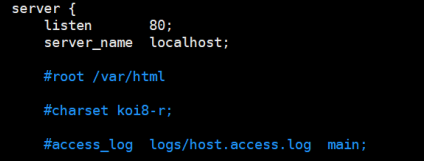 server {
    listen       80;
    server_name  localhost;
    #root /var/html
    #charset koi8-r;
    #access_log  logs/host.access.log  main;